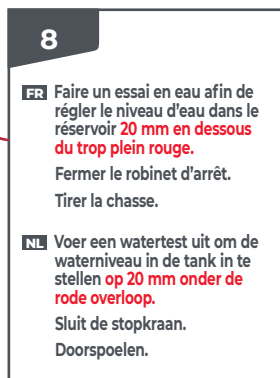 8
FR Faire un essai en eau afin de
régler le niveau d'eau dans le
réservoir 20 mm en dessous
du trop plein rouge.
Fermer le robinet d'arrêt.
Tirer la chasse.
NL Voer een watertest uit om de
waterniveau in de tank in te
stellen op 20 mm onder de
rode overloop.
Sluit de stopkraan.
Doorspoelen.